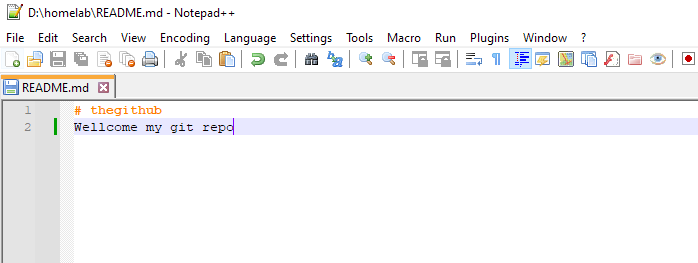 D:\homelab\README.md - Notepad++
File Edit Search View Encoding Language Settings Tools Macro Run Plugins Window ?
README.md
1 # thegithub
2 Wellcome my git repo